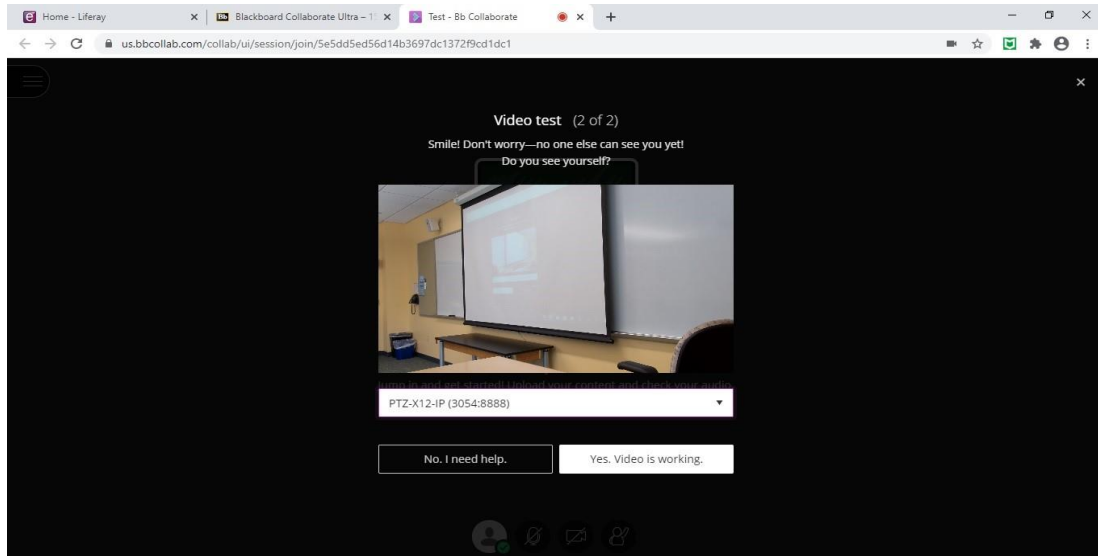 Home - Liferay
Bb Blackboard Collaborate Ultra – 1
Test - Bb Collaborate
us.bbcollab.com/collab/ui/session/join/5e5dd5ed56d14b3697dc1372f9cd1dc1
Video test (2 of 2)
Smile! Don't worry—no one else can see you yet!
Do you see yourself?
Jump in and get started! Upload your content and check your audio
PTZ-X12-IP (3054:8888)
No. I need help.
Yes. Video is working.